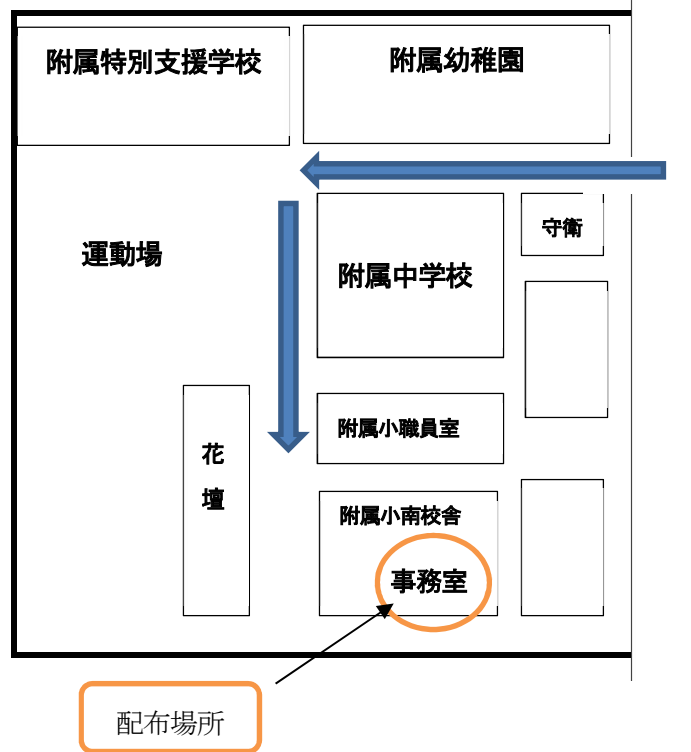 附属特別支援学校
附属幼稚園
守衛
運動場
附属中学校
附属小職員室
花
壇
附属小南校舎
事務室
配布場所